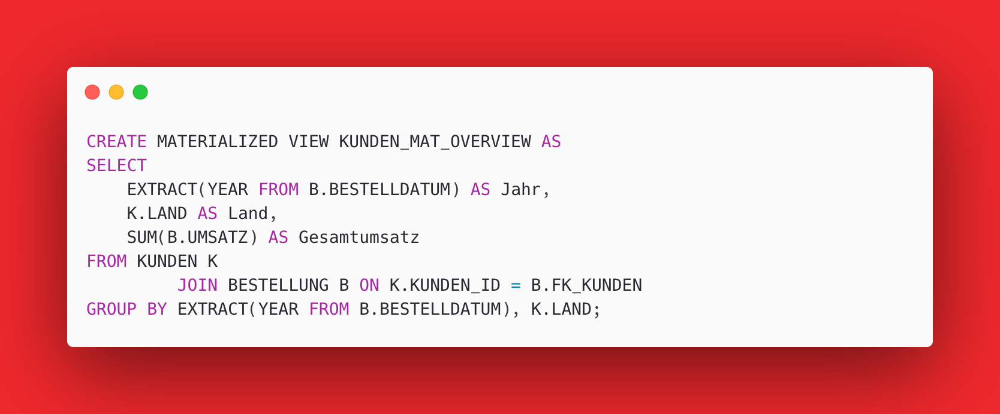 CREATE MATERIALIZED VIEW KUNDEN_MAT_OVERVIEW AS
SELECT
    EXTRACT(YEAR FROM B.BESTELLDATUM) AS Jahr,
    K.LAND AS Land,
    SUM(B.UMSATZ) AS Gesamtumsatz
FROM KUNDEN K
         JOIN BESTELLUNG B ON K.KUNDEN_ID = B.FK_KUNDEN
GROUP BY EXTRACT(YEAR FROM B.BESTELLDATUM), K.LAND;